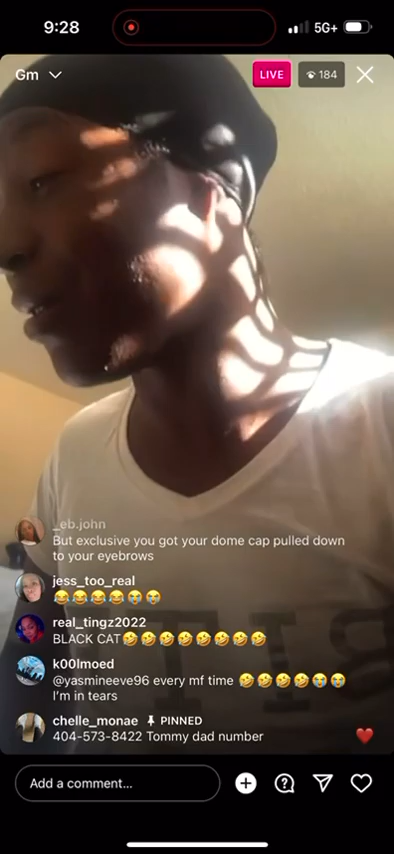 9:28
5G+
Gm
LIVE
184
_eb.john
But exclusive you got your dome cap pulled down
to your eyebrows
jess_too_real
😂😂😂😂😭😭
real_tingz2022
BLACK CAT🤣🤣🤣🤣🤣🤣🤣🤣
k00lmoed
@yasmineeve96 every mf time 🤣🤣🤣🤣😭😭
I'm in tears
chelle_monae PINNED
404-573-8422 Tommy dad number
Add a comment...